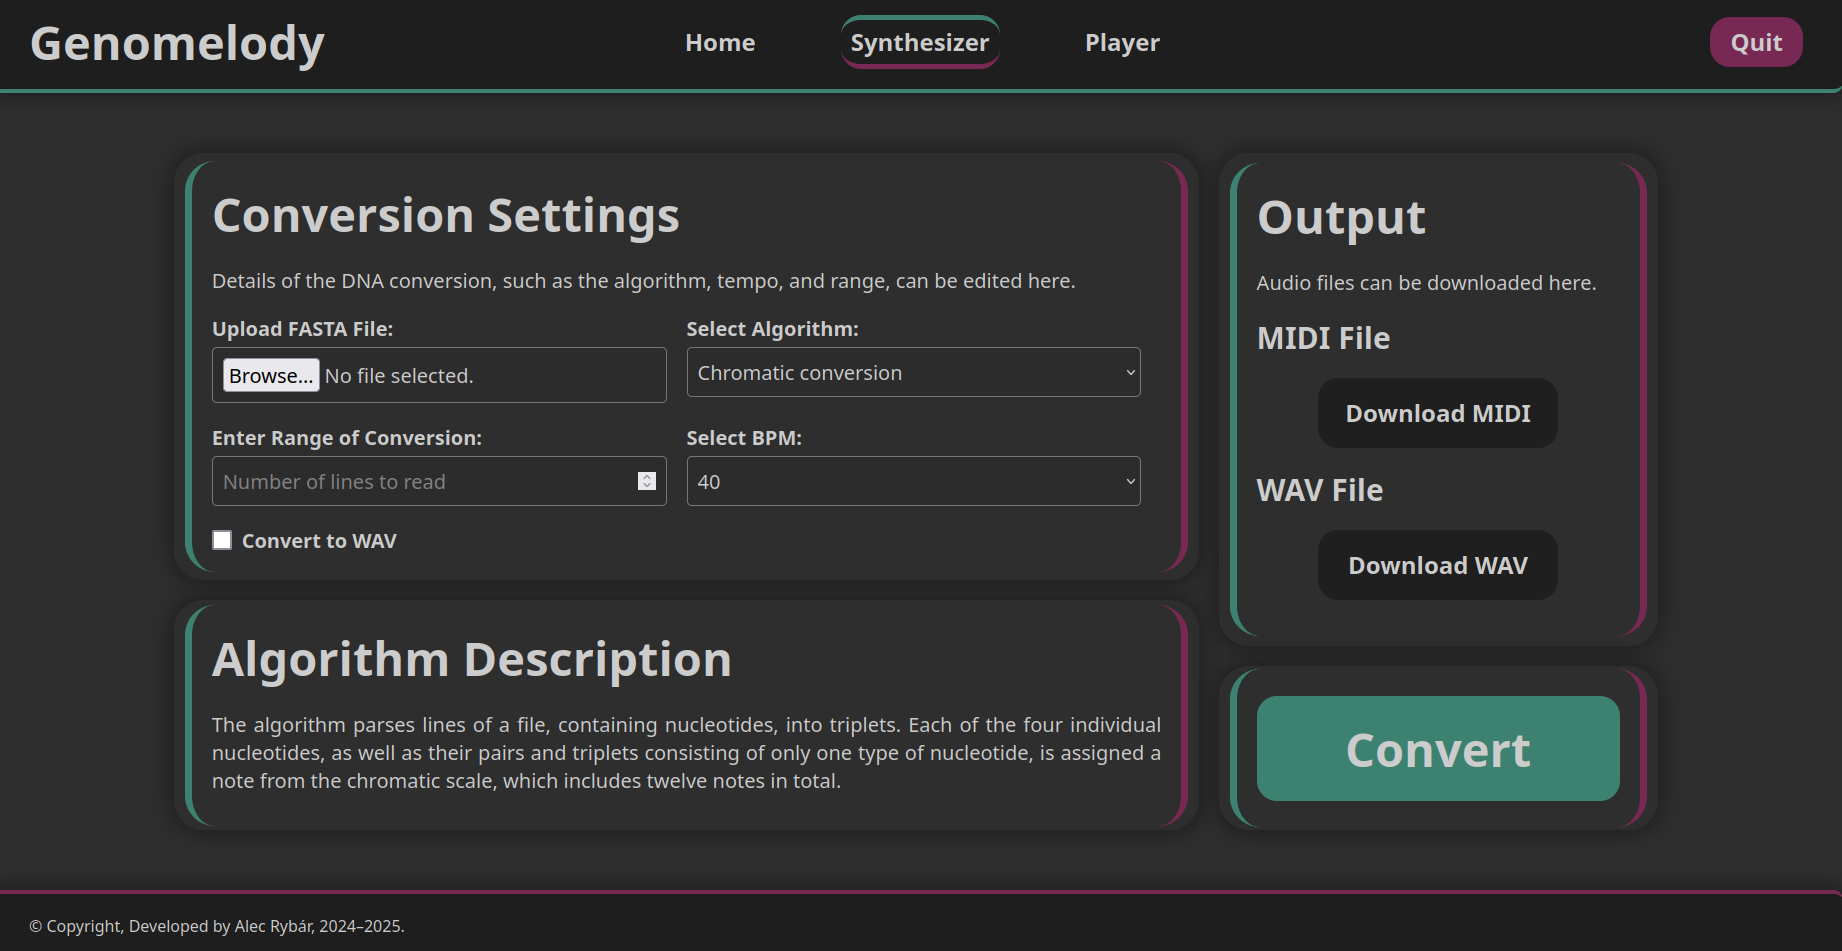 Genomelody
Home
Synthesizer
Player
Quit
Conversion Settings
Details of the DNA conversion, such as the algorithm, tempo, and range, can be edited here.
Upload FASTA File:
Select Algorithm:
Browse... No file selected.
Chromatic conversion
Enter Range of Conversion:
Select BPM:
Number of lines to read
40
Convert to WAV
Algorithm Description
The algorithm parses lines of a file, containing nucleotides, into triplets. Each of the four individual
nucleotides, as well as their pairs and triplets consisting of only one type of nucleotide, is assigned a
note from the chromatic scale, which includes twelve notes in total.
Output
Audio files can be downloaded here.
MIDI File
Download MIDI
WAV File
Download WAV
Convert
© Copyright, Developed by Alec Rybár, 2024–2025.